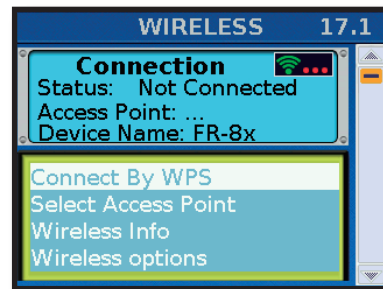 WIRELESS 17.1
Connection
Status: Not Connected
Access Point: ...
Device Name: FR-8x
Connect By WPS
Select Access Point
Wireless Info
Wireless options